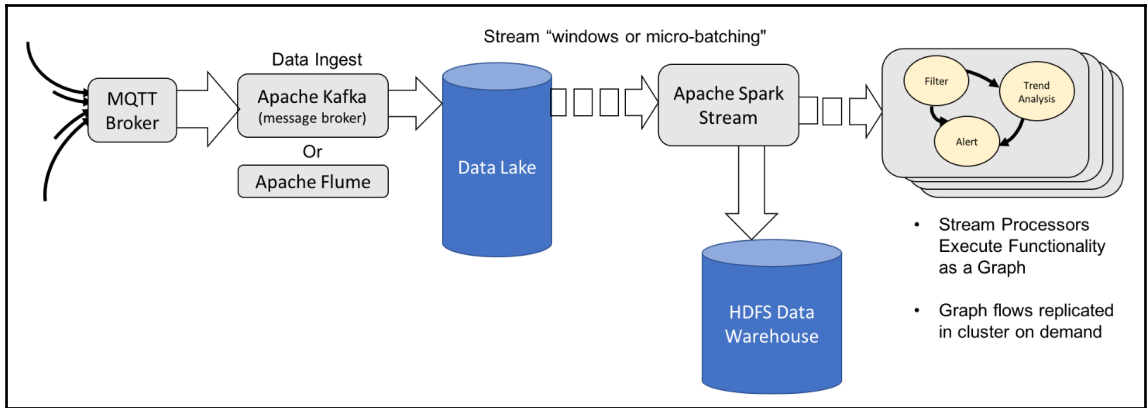 Stream “windows or micro-batching"
Data Ingest
MQTT
Broker
Apache Kafka
(message broker)
Or
Apache Flume
Data Lake
Apache Spark
Stream
HDFS Data
Warehouse
Filter
Trend
Analysis
Alert
• Stream Processors
Execute Functionality
as a Graph
• Graph flows replicated
in cluster on demand